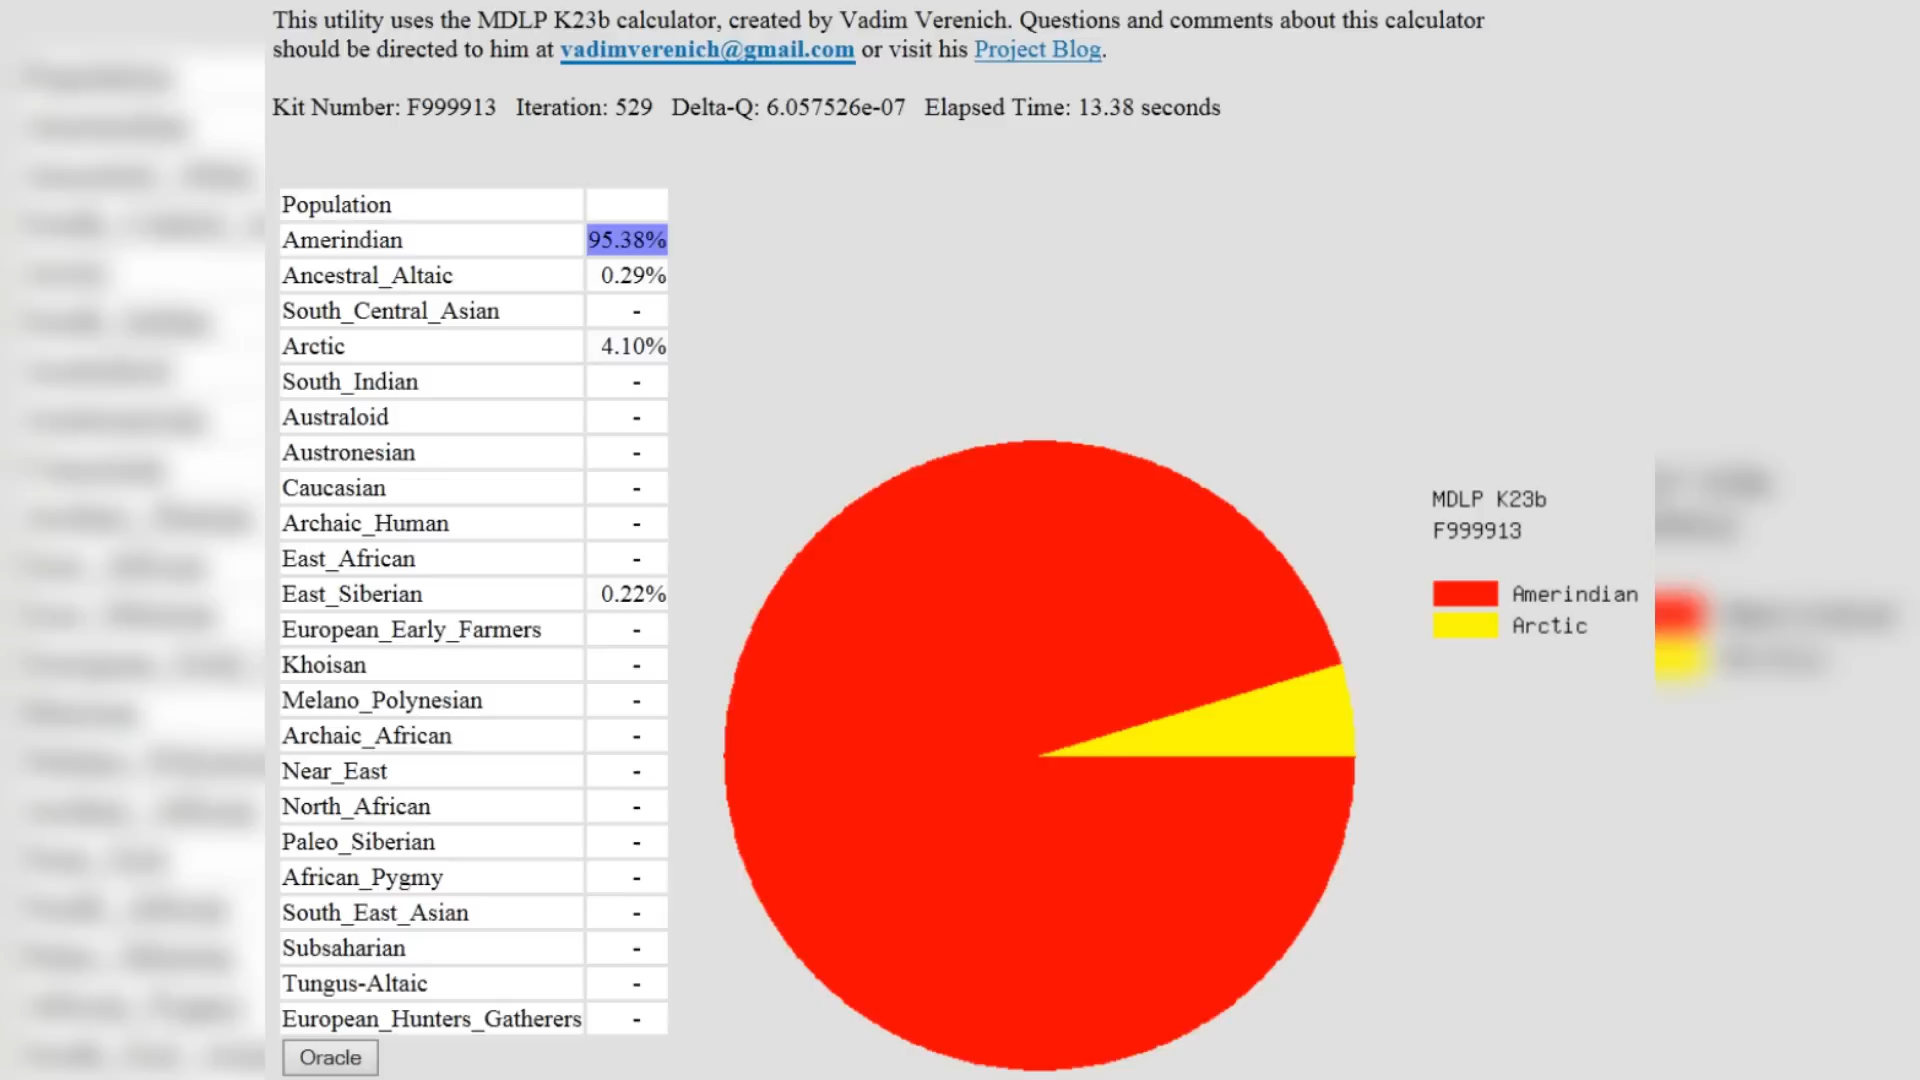 This utility uses the MDLP K23b calculator, created by Vadim Verenich. Questions and comments about this calculator
should be directed to him at vadimverenich@gmail.com or visit his Project Blog.
Kit Number: F999913 Iteration: 529 Delta-Q: 6.057526e-07 Elapsed Time: 13.38 seconds
Population
Amerindian 95.38%
Ancestral_Altaic 0.29%
South_Central_Asian -
Arctic 4.10%
South_Indian -
Australoid -
Austronesian -
Caucasian -
Archaic_Human -
East_African -
East_Siberian 0.22%
European_Early_Farmers -
Khoisan -
Melano_Polynesian -
Archaic_African -
Near_East -
North_African -
Paleo_Siberian -
African_Pygmy -
South_East_Asian -
Subsaharian -
Tungus-Altaic -
European_Hunters_Gatherers -
Oracle
MDLP K23b
F999913
Amerindian
Arctic